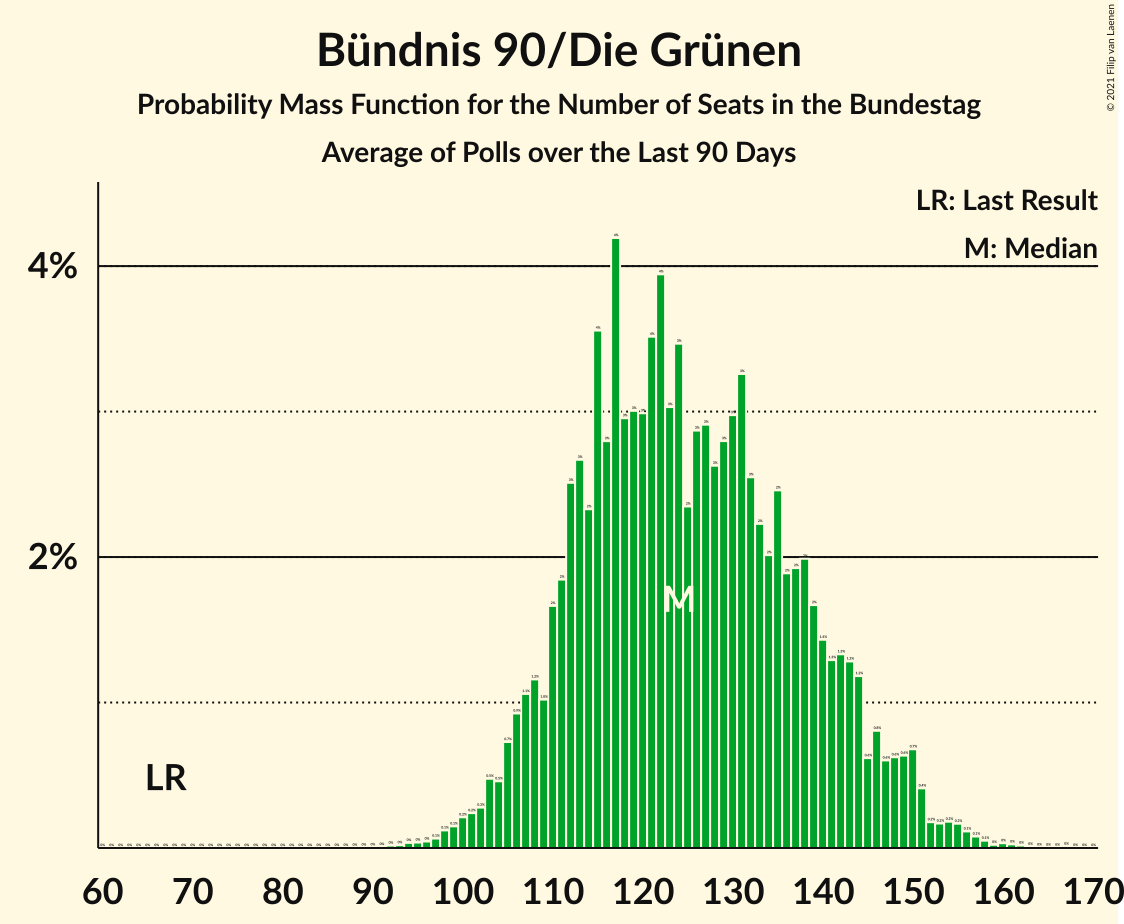 Bündnis 90/Die Grünen
Probability Mass Function for the Number of Seats in the Bundestag
Average of Polls over the Last 90 Days
© 2021 Filip van Laenen
LR: Last Result
M: Median
4%
2%
M
LR
60 70 80 90 100 110 120 130 140 150 160 170